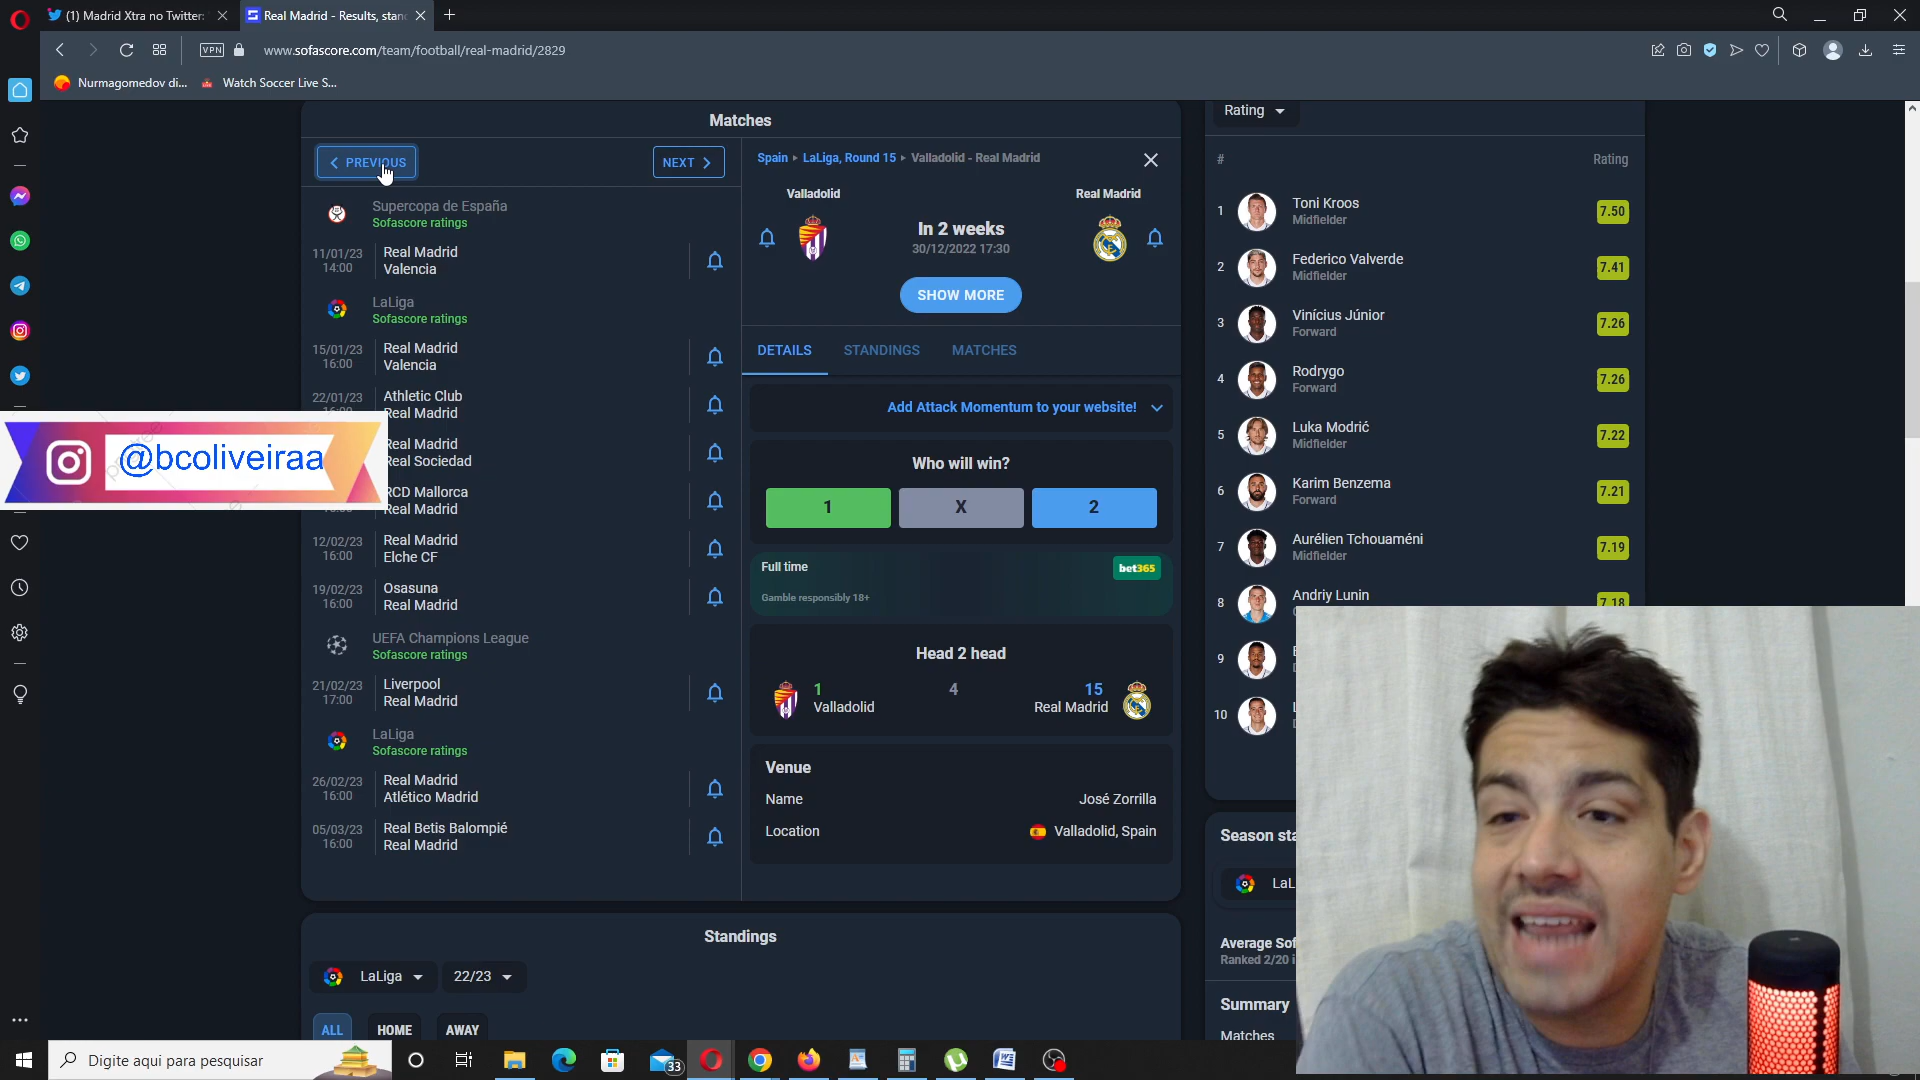 (1) Madrid Xtra no Twitter:
Real Madrid - Results, stan
VPN
www.sofascore.com/team/football/real-madrid/2829
Nurmagomedov di...
Watch Soccer Live S...
Matches
PREVIOUS
NEXT
Supercopa de España
Sofascore ratings
11/01/23
14:00
Real Madrid
Valencia
LaLiga
Sofascore ratings
15/01/23
16:00
Real Madrid
Valencia
22/01/23
Athletic Club
Real Madrid
@bcoliveiraa
Real Madrid
Real Sociedad
RCD Mallorca
Real Madrid
12/02/23
16:00
Real Madrid
Elche CF
19/02/23
16:00
Osasuna
Real Madrid
UEFA Champions League
Sofascore ratings
21/02/23
17:00
Liverpool
Real Madrid
LaLiga
Sofascore ratings
26/02/23
16:00
Real Madrid
Atlético Madrid
05/03/23
16:00
Real Betis Balompié
Real Madrid
Spain
LaLiga, Round 15
Valladolid - Real Madrid
Valladolid
Real Madrid
In 2 weeks
30/12/2022 17:30
SHOW MORE
DETAILS
STANDINGS
MATCHES
Add Attack Momentum to your website!
Who will win?
1
X
2
Full time
bet365
Gamble responsibly 18+
Head 2 head
1
Valladolid
4
15
Real Madrid
Venue
Name
José Zorrilla
Location
Valladolid, Spain
Standings
LaLiga
22/23
ALL
HOME
AWAY
Rating
#
Rating
1
Toni Kroos
Midfielder
7.50
2
Federico Valverde
Midfielder
7.41
3
Vinícius Júnior
Forward
7.26
4
Rodrygo
Forward
7.26
5
Luka Modrić
Midfielder
7.22
6
Karim Benzema
Forward
7.21
7
Aurélien Tchouaméni
Midfielder
7.19
8
Andriy Lunin
7.18
9
10
Season sta
LaL
Average Sof
Ranked 2/20 i
Summary
Matches
Digite aqui para pesquisar
33